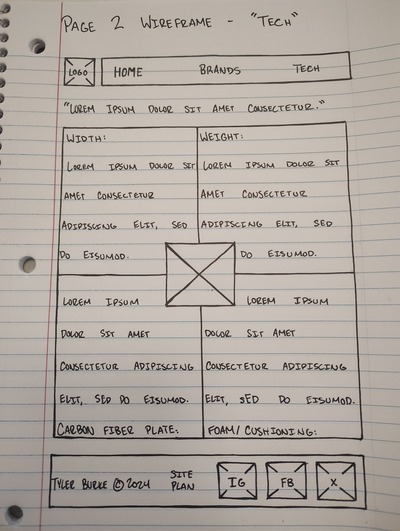 PAGE 2 WIREFRAME - "TECH"
LOGO HOME BRANDS TECH
"LOREM IPSUM DOLOR SIT AMET CONSECTETUR."
WIDTH:
LOREM IPSUM DOLOR SIT
AMET CONSECTETUR
ADIPISCING ELIT, SED
DO EISUMOD.
WEIGHT:
LOREM IPSUM DOLOR SIT
AMET CONSECTETUR
ADIPISCING ELIT, SED
DO EISUMOD.
LOREM IPSUM
DOLOR SIT AMET
CONSECTETUR ADIPISCING
ELIT, SED DO EISUMOD.
CARBON FIBER PLATE:
LOREM IPSUM
DOLOR SIT AMET
CONSECTETUR ADIPISCING
ELIT, SED DO EISUMOD.
FOAM/CUSHIONING:
TYLER BURKE © 2024
SITE
PLAN
IG
FB
X